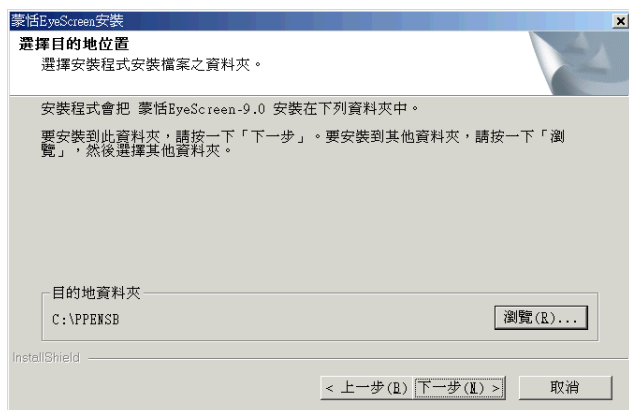 蒙恬EyeScreen安裝
選擇目的地位置
選擇安裝程式安裝檔案之資料夾。
安裝程式會把 蒙恬EyeScreen-9.0 安裝在下列資料夾中。
要安裝到此資料夾，請按一下「下一步」。要安裝到其他資料夾，請按一下「瀏
覽」，然後選擇其他資料夾。
目的地資料夾
C:\PPENSB
瀏覽(R)...
InstallShield
< 上一步(B) 下一步(N) > 取消